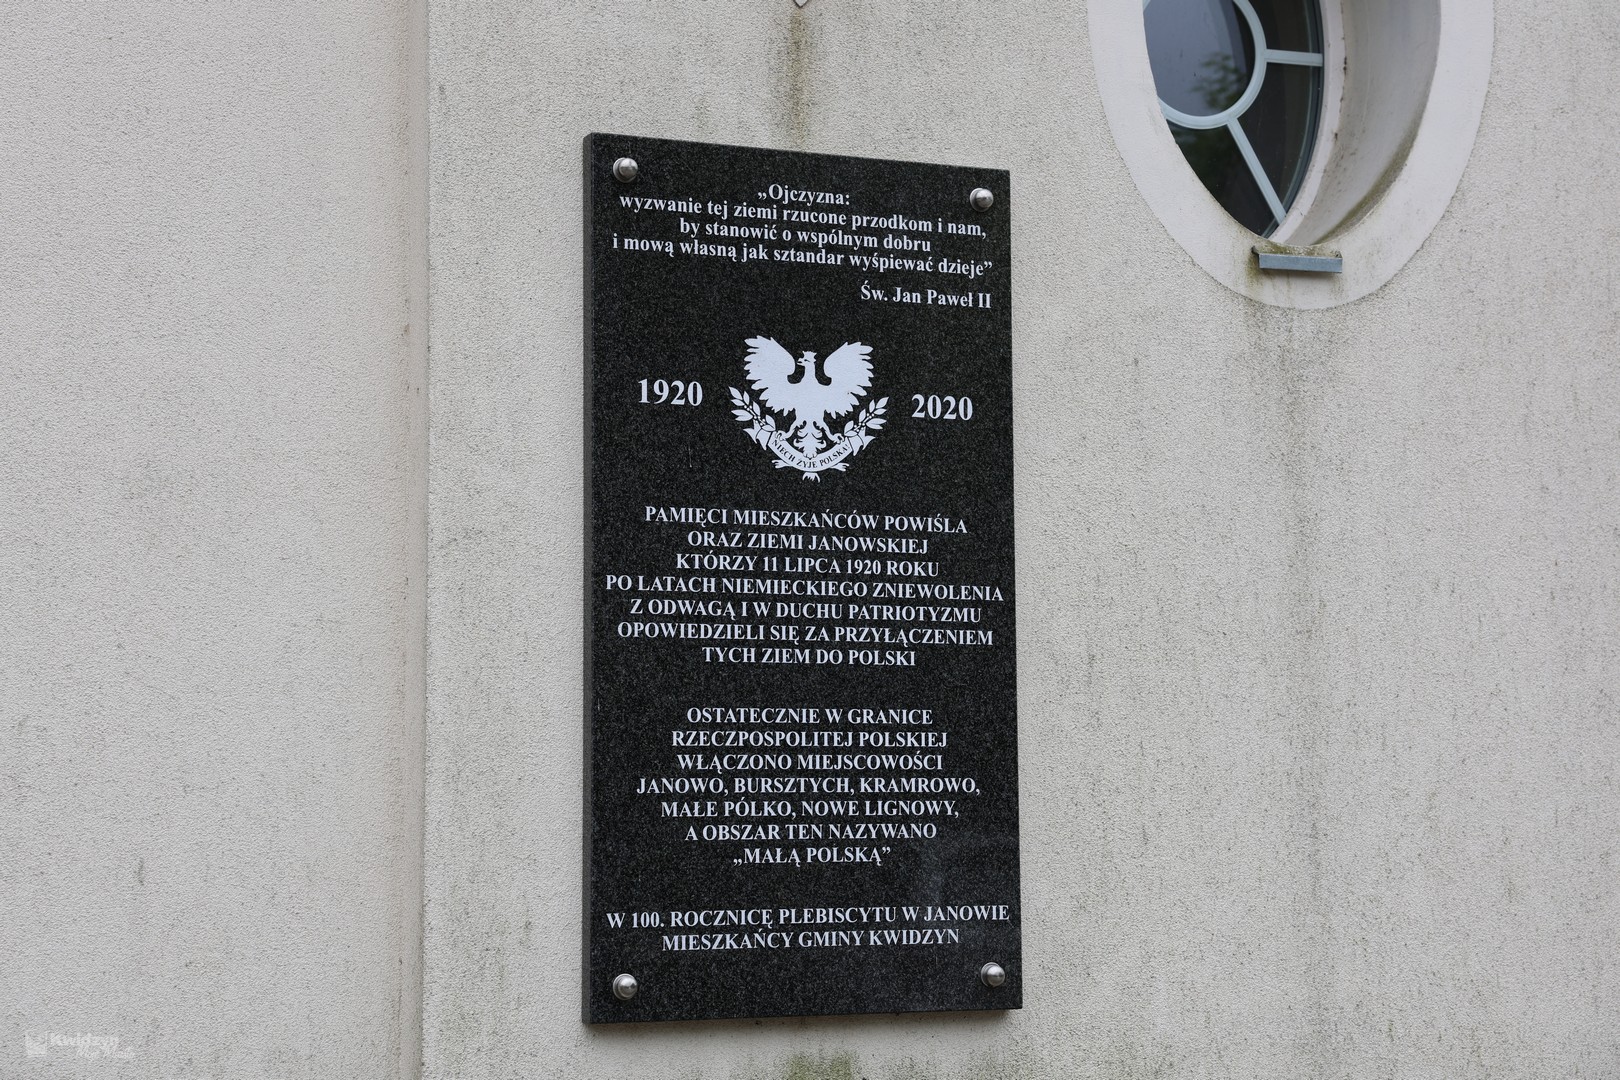 „Ojczyzna:
wyzwanie tej ziemi rzucone przodkom i nam,
by stanowić o wspólnym dobru
i mową własną jak sztandar wyśpiewać dzieje”
Św. Jan Paweł II
1920
2020
NIECH ŻYJE POLSKA!
PAMIĘCI MIESZKAŃCÓW POWIŚLA
ORAZ ZIEMI JANOWSKIEJ
KTÓRZY 11 LIPCA 1920 ROKU
PO LATACH NIEMIECKIEGO ZNIEWOLENIA
Z ODWAGĄ I W DUCHU PATRIOTYZMU
OPOWIEDZIELI SIĘ ZA PRZYŁĄCZENIEM
TYCH ZIEM DO POLSKI
OSTATECZNIE W GRANICE
RZECZPOSPOLITEJ POLSKIEJ
WŁĄCZONO MIEJSCOWOŚCI
JANOWO, BURSZTYCH, KRAMROWO,
MAŁE PÓLKO, NOWE LIGNOWY,
A OBSZAR TEN NAZYWANO
„MAŁĄ POLSKĄ”
W 100. ROCZNICĘ PLEBISCYTU W JANOWIE
MIESZKAŃCY GMINY KWIDZYN
Kwidzyn